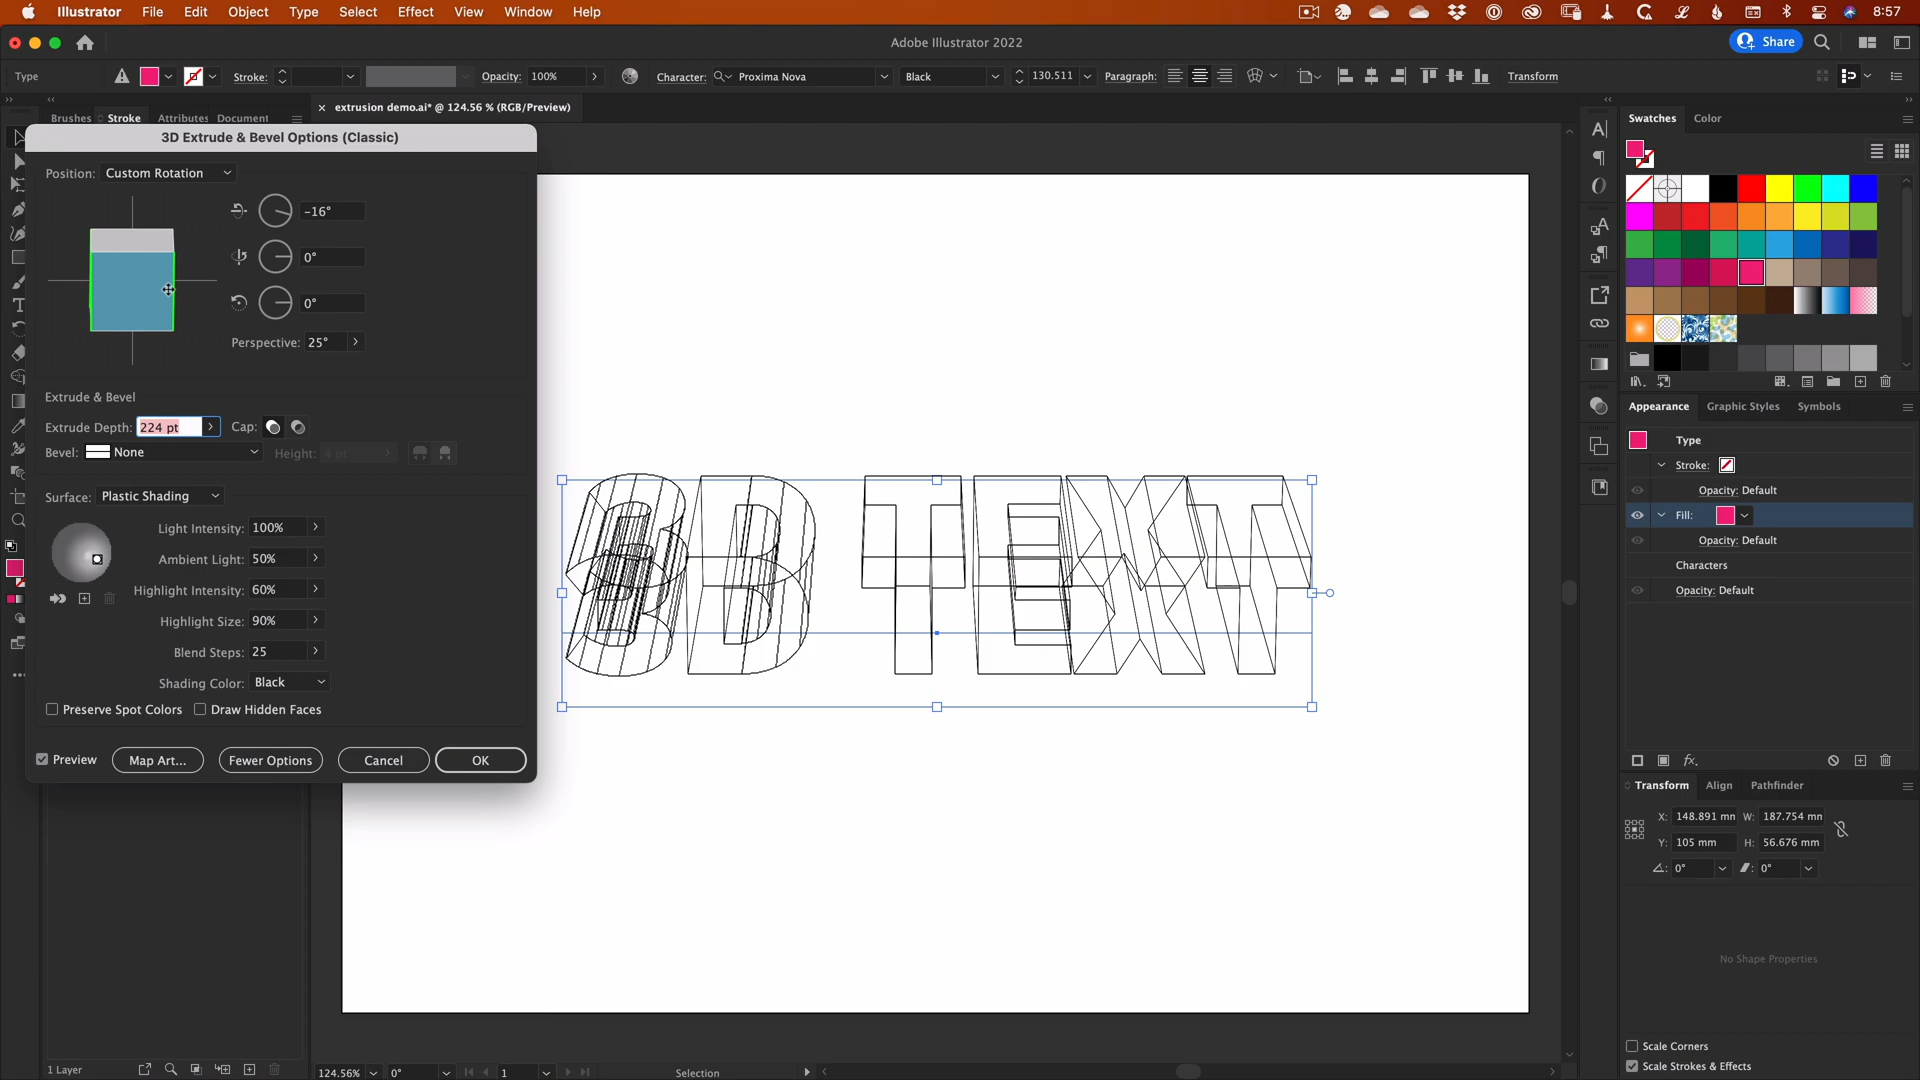 Illustrator File Edit Object Type Select Effect View Window Help 8:57
Adobe Illustrator 2022
Share
Type Stroke: Opacity: 100% Character: Proxima Nova Black 130.511 Paragraph: Transform
Brushes Stroke Attributes Document
extrusion demo.ai* @ 124.56 % (RGB/Preview)
3D Extrude & Bevel Options (Classic)
Position: Custom Rotation
-16°
0°
0°
Perspective: 25°
Extrude & Bevel
Extrude Depth: 224 pt Cap:
Bevel: None Height: 4 pt
Surface: Plastic Shading
Light Intensity: 100%
Ambient Light: 50%
Highlight Intensity: 60%
Highlight Size: 90%
Blend Steps: 25
Shading Color: Black
Preserve Spot Colors Draw Hidden Faces
Preview Map Art... Fewer Options Cancel OK
3D TEXT
Swatches Color
Appearance Graphic Styles Symbols
Type
Stroke:
Opacity: Default
Fill:
Opacity: Default
Characters
Opacity: Default
fx.
Transform Align Pathfinder
X: 148.891 mn W: 187.754 mn
Y: 105 mm H: 56.676 mm
0° 0°
No Shape Properties
Scale Corners
Scale Strokes & Effects
1 Layer
124.56% 0° 1 Selection